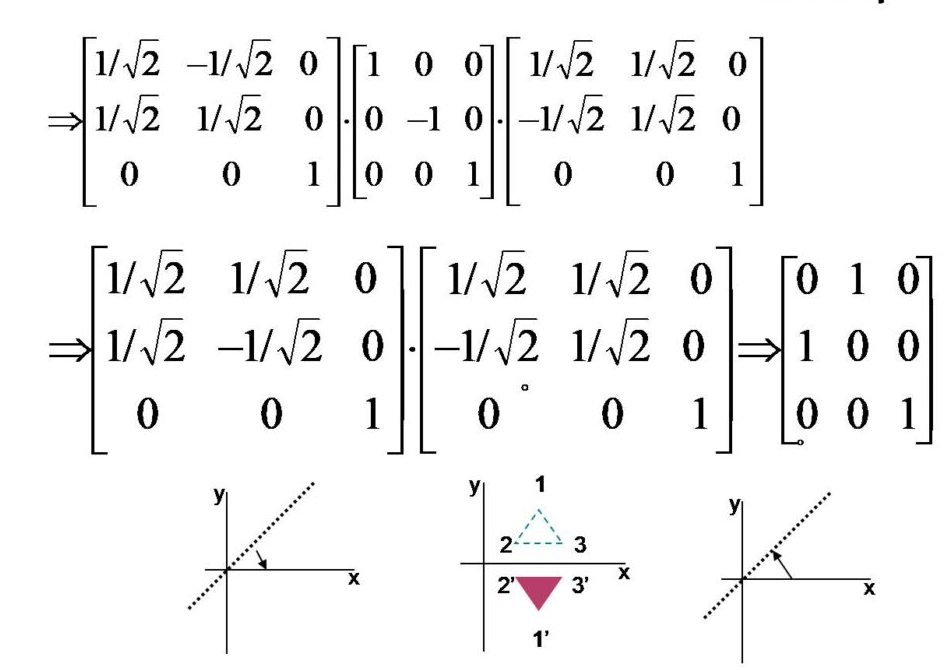 ⇒[1/√2 −1/√2 0] [1 0 0] [1/√2 1/√2 0]
[1/√2 1/√2 0]·[0 −1 0]·[−1/√2 1/√2 0]
[0 0 1] [0 0 1] [0 0 1]
⇒[1/√2 1/√2 0] [1/√2 1/√2 0] [0 1 0]
[1/√2 −1/√2 0]·[−1/√2 1/√2 0]⇒[1 0 0]
[0 0 1] [0 0 1] [0 0 1]
y
x
y
1
2 3
x
2' 3'
1'
y
x